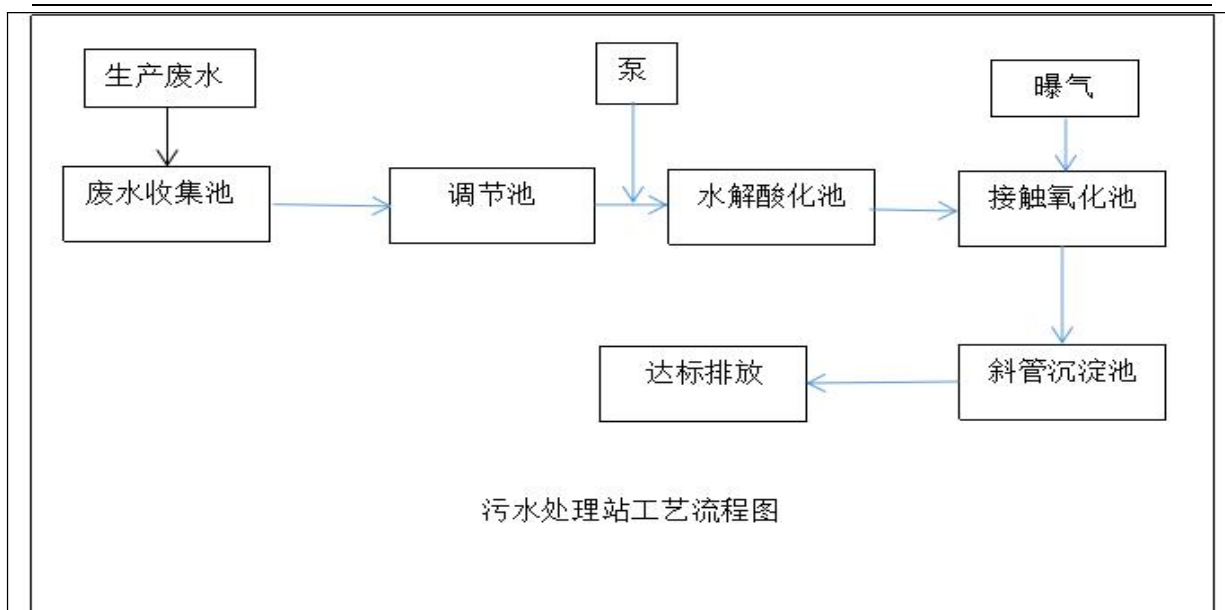 生产废水
泵
曝气
废水收集池
调节池
水解酸化池
接触氧化池
达标排放
斜管沉淀池
污水处理站工艺流程图